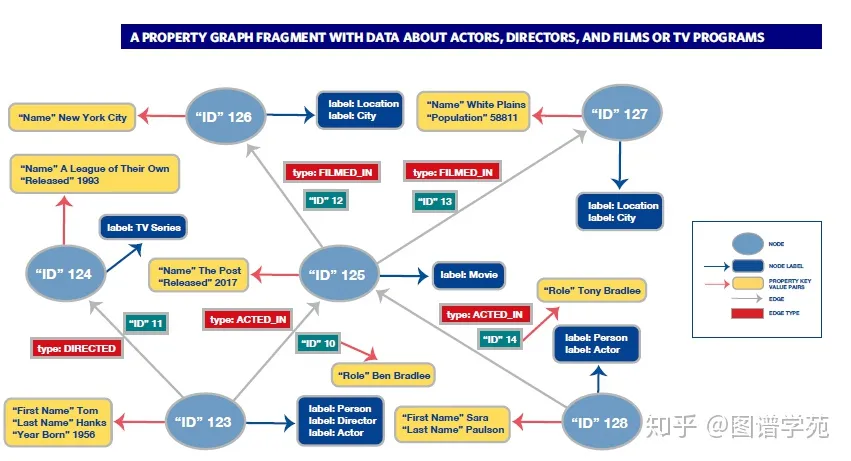 A PROPERTY GRAPH FRAGMENT WITH DATA ABOUT ACTORS, DIRECTORS, AND FILMS OR TV PROGRAMS
“Name” New York City
“ID” 126
label: Location
label: City
“Name” White Plains
“Population” 58811
“ID” 127
“Name” A League of Their Own
“Released” 1993
type: FILMED_IN
“ID” 12
type: FILMED_IN
“ID” 13
label: Location
label: City
label: TV Series
“ID” 124
“Name” The Post
“Released” 2017
“ID” 125
label: Movie
“Role” Tony Bradlee
“ID” 11
type: DIRECTED
type: ACTED_IN
“ID” 10
type: ACTED_IN
“ID” 14
label: Person
label: Actor
“Role” Ben Bradlee
“First Name” Tom
“Last Name” Hanks
“Year Born” 1956
“ID” 123
label: Person
label: Director
label: Actor
“First Name” Sara
“Last Name” Paulson
“ID” 128
NODE
NODE LABEL
PROPERTY KEY
VALUE PAIRS
EDGE
EDGE TYPE
知乎 @图谱学苑